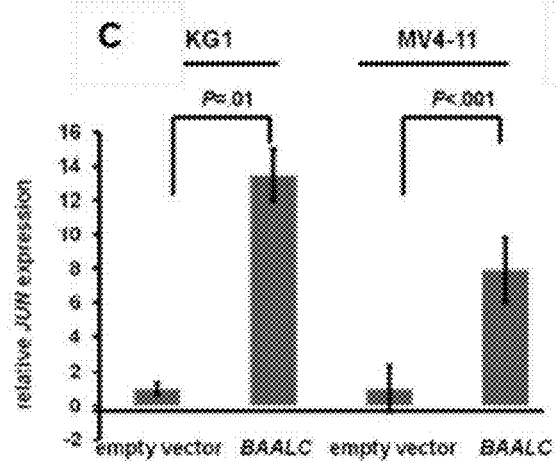 C
KG1
MV4-11
P=.01
P<.001
relative JUN expression
16
14
12
10
8
6
4
2
0
-2
empty vector
BAALC
empty vector
BAALC